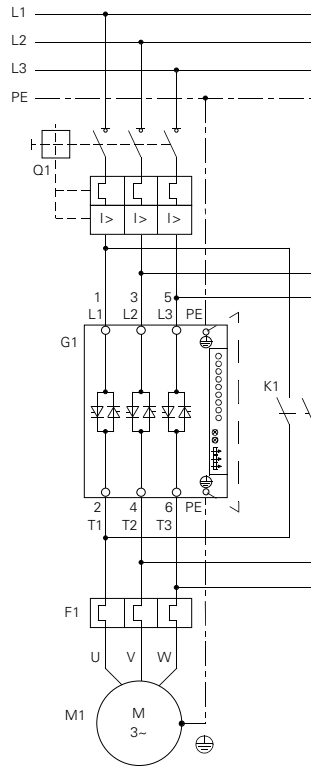 L1
L2
L3
PE
Q1
I> I> I>
1 3 5
L1 L2 L3 PE
G1
K1
2 4 6 PE
T1 T2 T3
F1
U V W
M1
M
3~